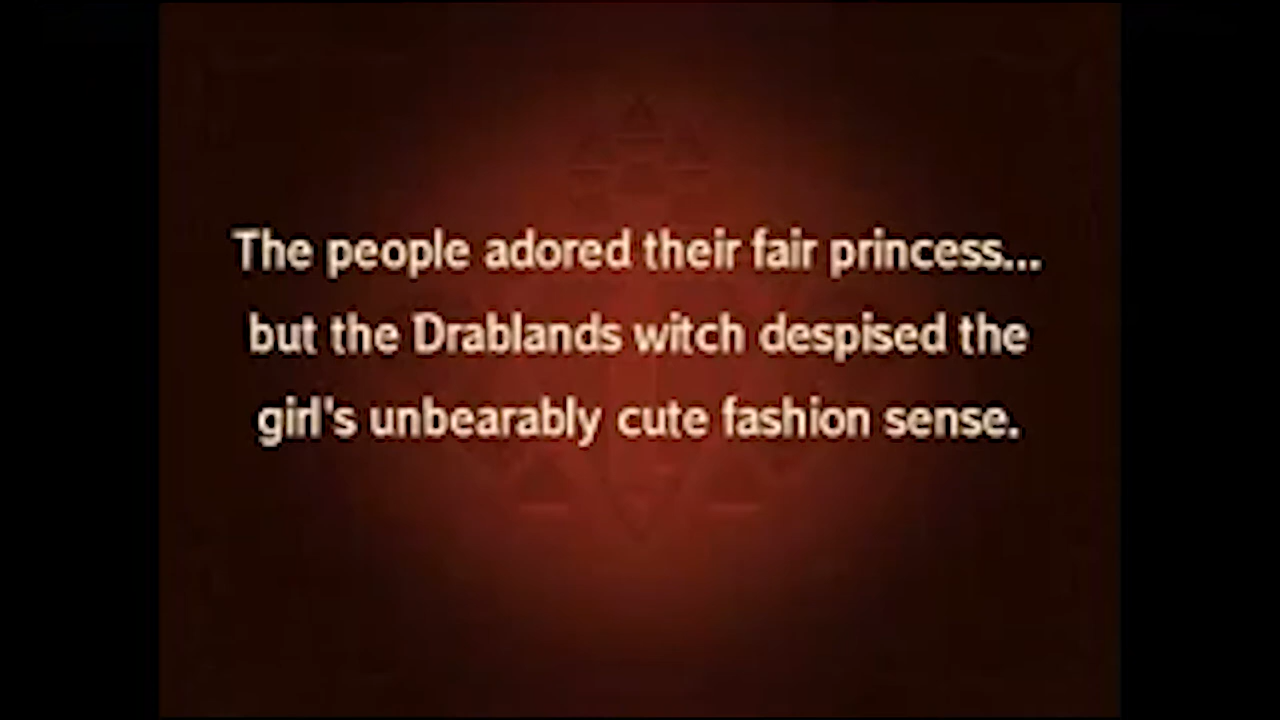 The people adored their fair princess...
but the Drablands witch despised the
girl's unbearably cute fashion sense.